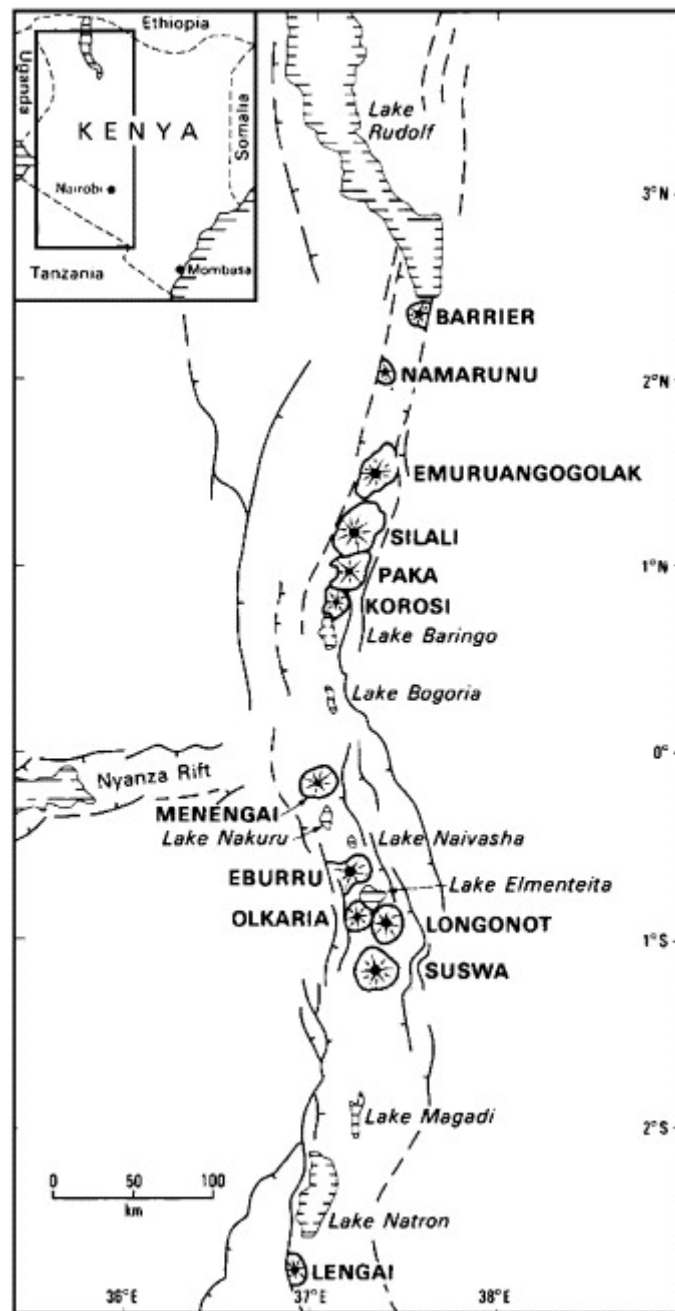 Ethiopia
Uganda
KENYA
Somalia
Nairobi
Tanzania
Mombasa
Lake
Rudolf
3°N
BARRIER
NAMARUNU
2°N
EMURUANGOGOLAK
SILALI
1°N
PAKA
KOROSI
Lake Baringo
Lake Bogoria
0°
Nyanza Rift
MENENGAI
Lake Nakuru
Lake Naivasha
EBURRU
Lake Elmenteita
OLKARIA
LONGONOT
1°S
SUSWA
Lake Magadi
2°S
0 50 100
km
Lake Natron
LENGAI
36°E
37°E
38°E